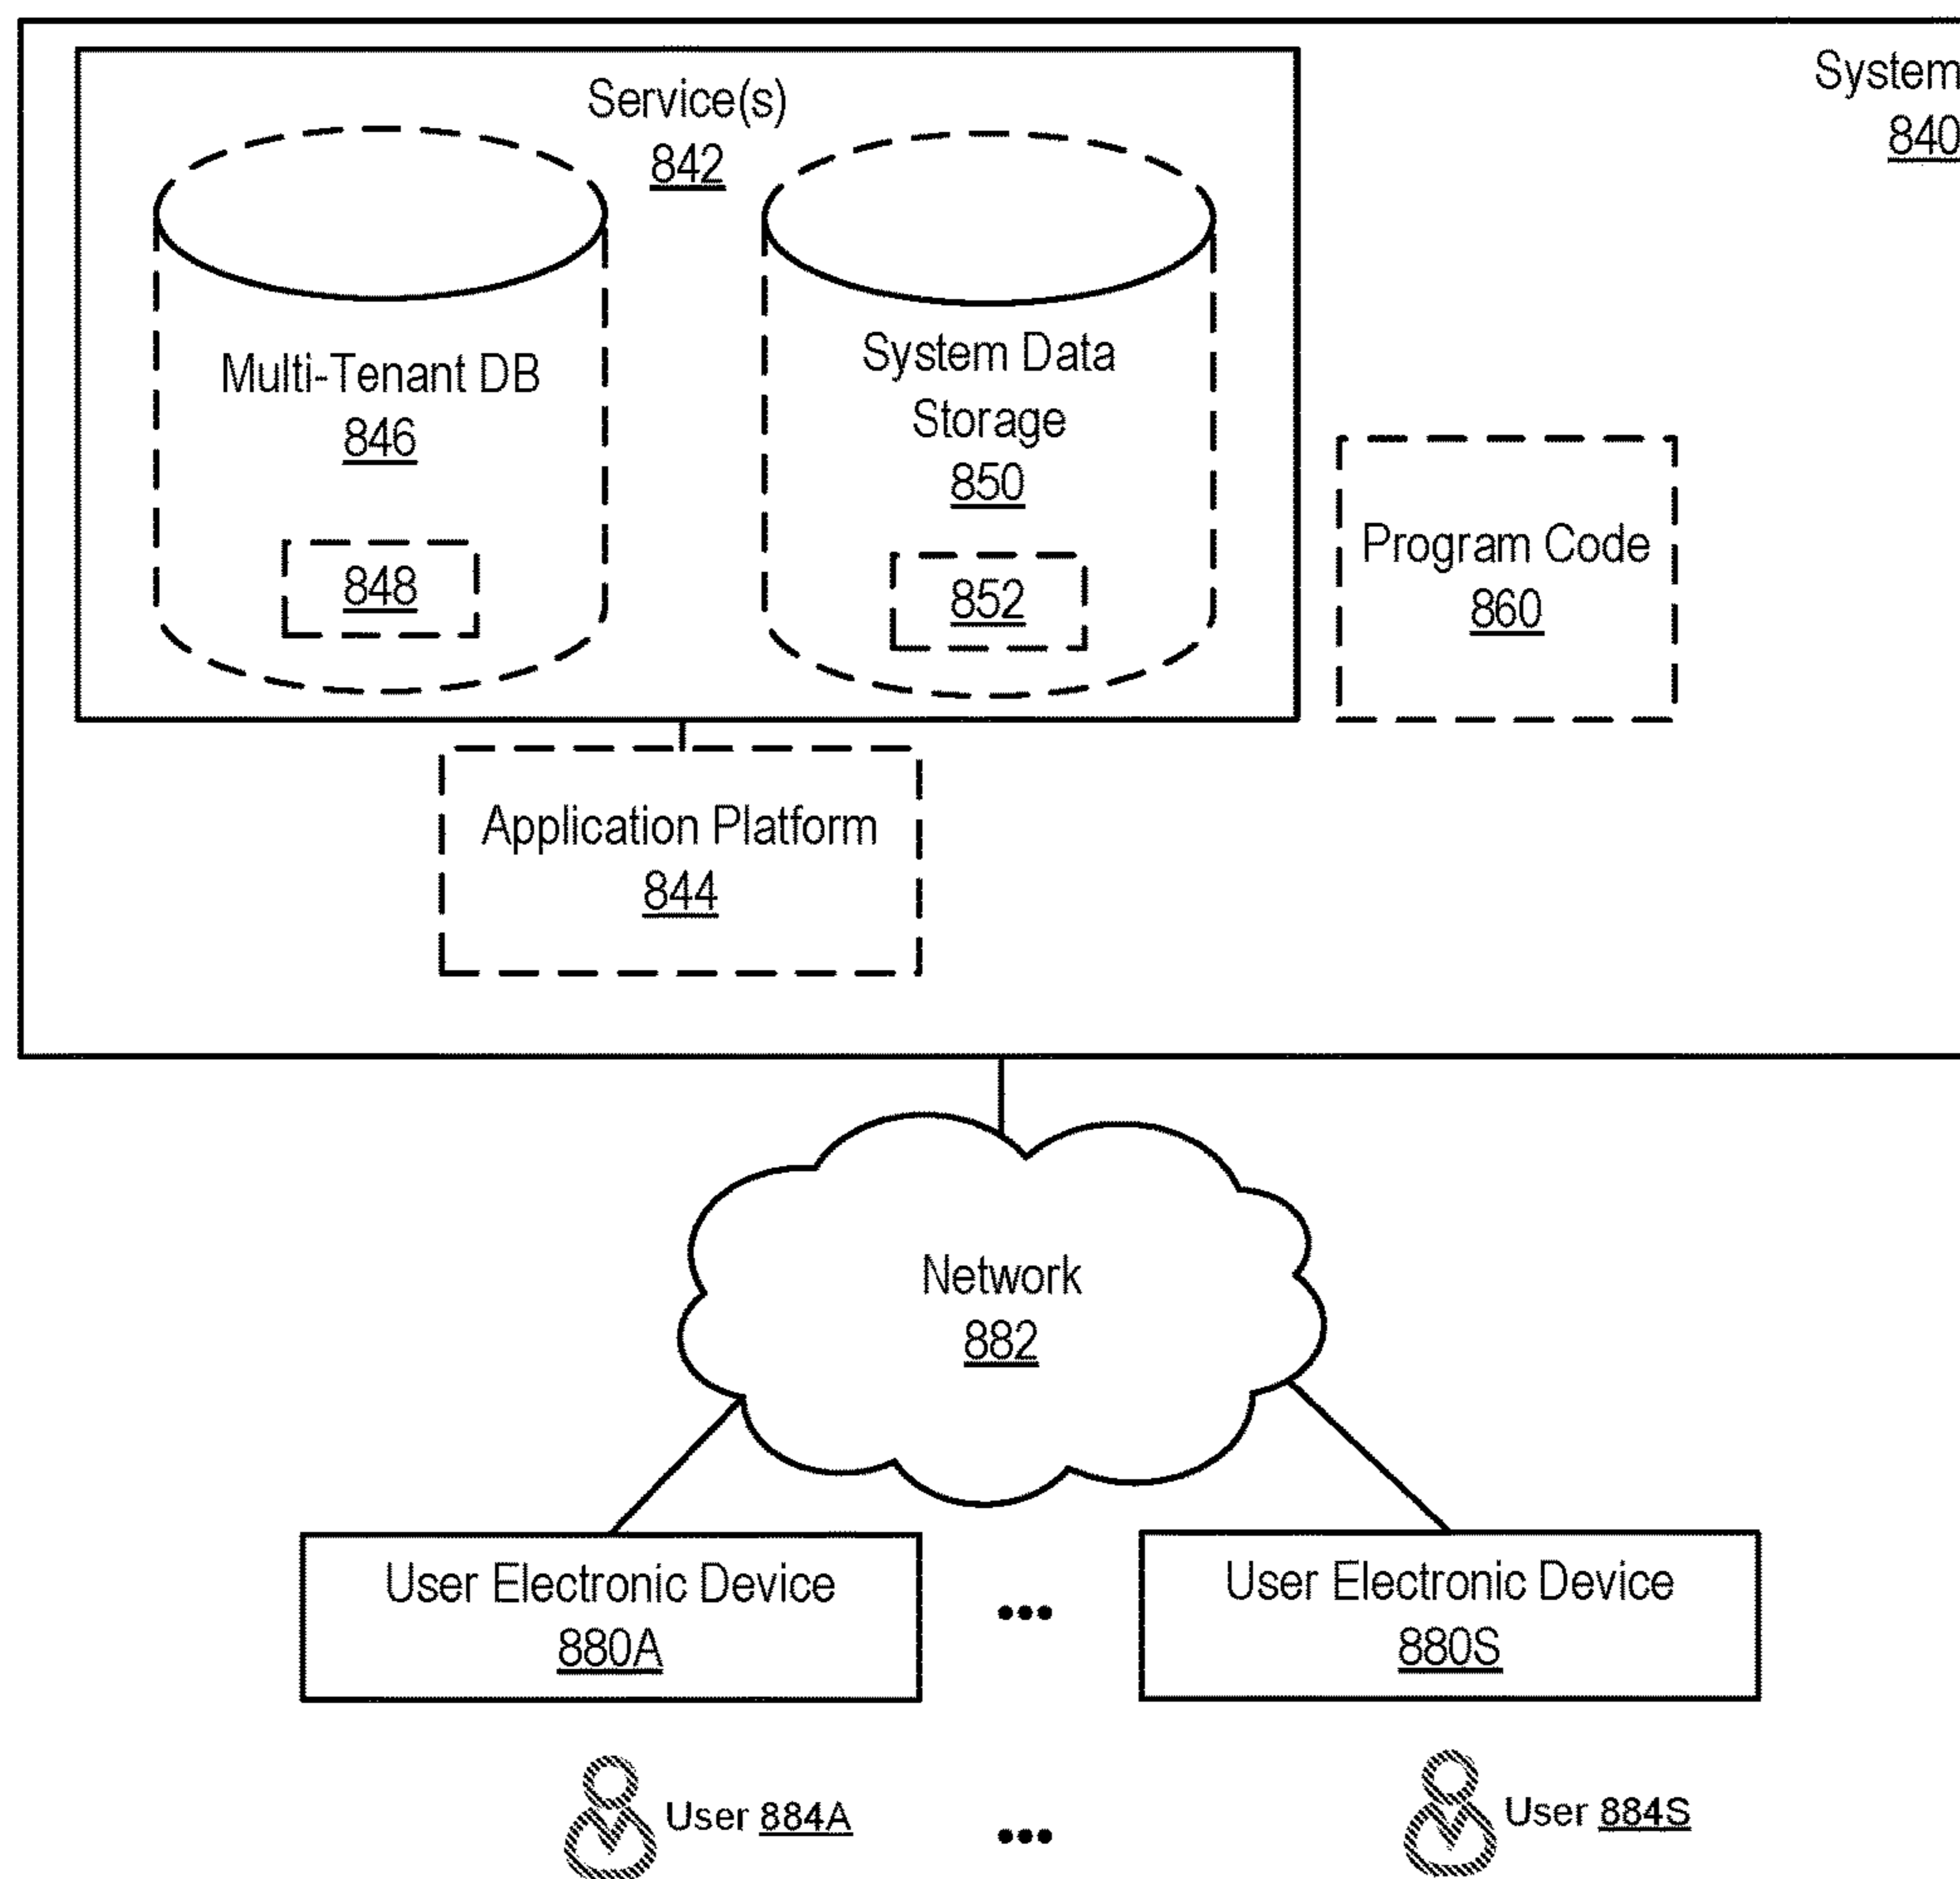 System
840
Service(s)
842
Multi-Tenant DB
846
848
System Data
Storage
850
852
Program Code
860
Application Platform
844
Network
882
User Electronic Device
880A
•••
User Electronic Device
880S
User 884A
•••
User 884S